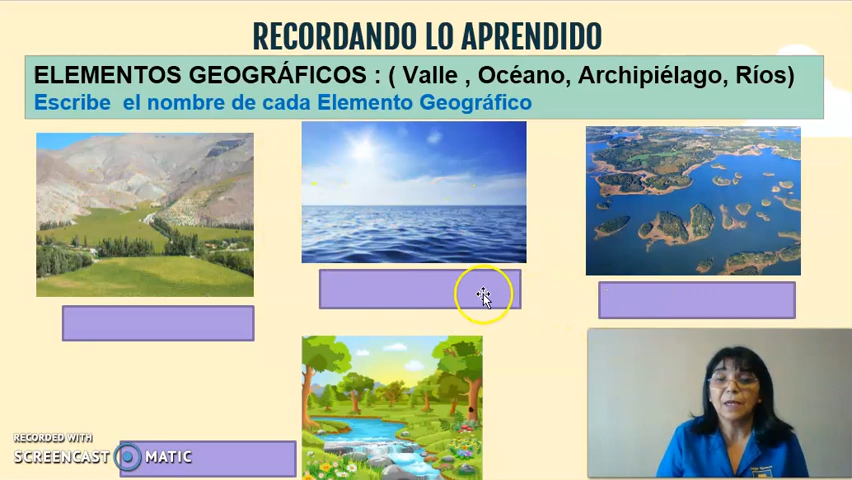 RECORDANDO LO APRENDIDO
ELEMENTOS GEOGRÁFICOS : ( Valle , Océano, Archipiélago, Ríos)
Escribe el nombre de cada Elemento Geográfico
RECORDED WITH
SCREENCAST MATIC